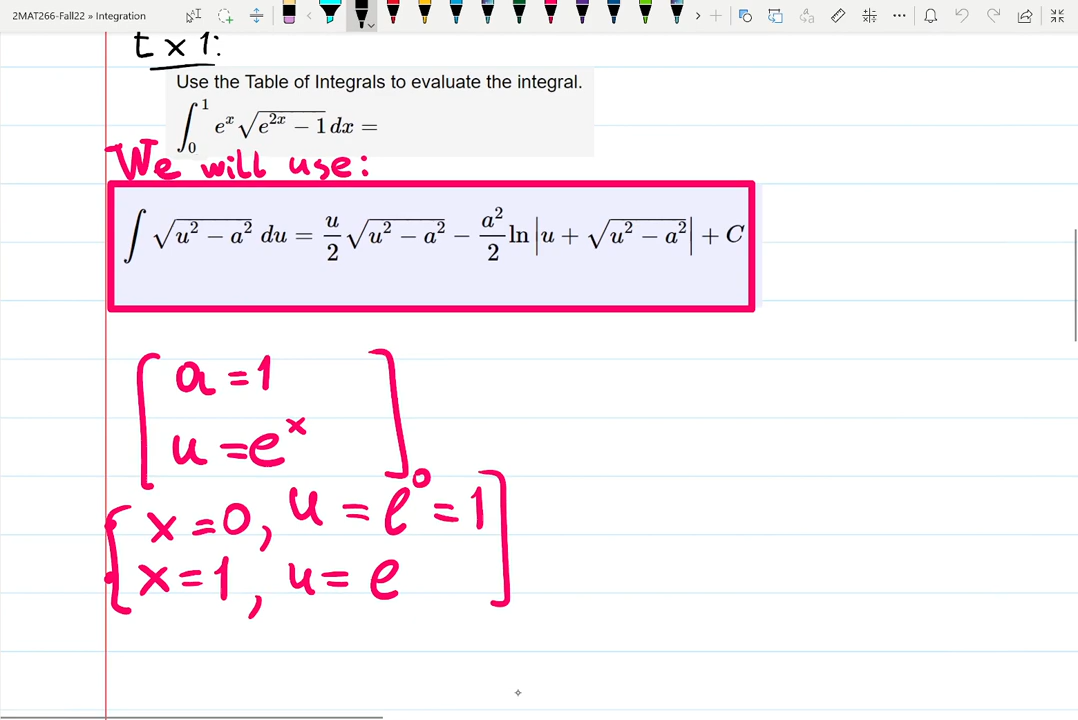 2MAT266-Fall22 » Integration
t x 1:
Use the Table of Integrals to evaluate the integral.
∫₀¹ eˣ √(e²ˣ − 1) dx =
We will use:
∫ √(u² − a²) du = u/2 √(u² − a²) − a²/2 ln |u + √(u² − a²)| + C
a = 1
u = eˣ
x = 0, u = e⁰ = 1
x = 1, u = e